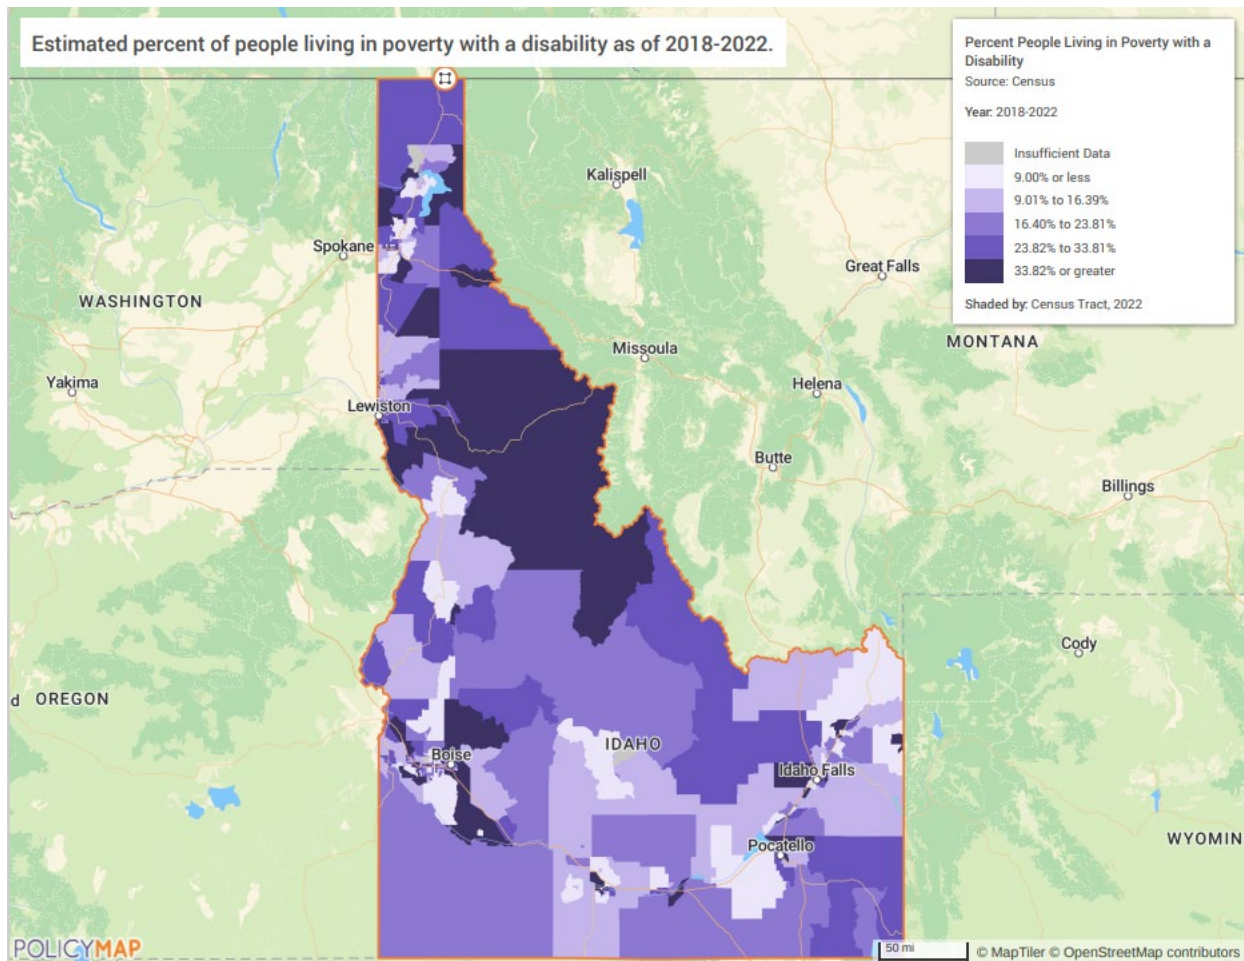 Estimated percent of people living in poverty with a disability as of 2018-2022.
Percent People Living in Poverty with a
Disability
Source: Census
Year: 2018-2022
Insufficient Data
9.00% or less
9.01% to 16.39%
16.40% to 23.81%
23.82% to 33.81%
33.82% or greater
Shaded by: Census Tract, 2022
Kalispell
Spokane
Great Falls
WASHINGTON
MONTANA
Missoula
Yakima
Helena
Lewiston
Butte
Billings
Cody
d OREGON
IDAHO
Boise
Idaho Falls
WYOMIN
Pocatello
POLICYMAP
50 mi
© MapTiler © OpenStreetMap contributors